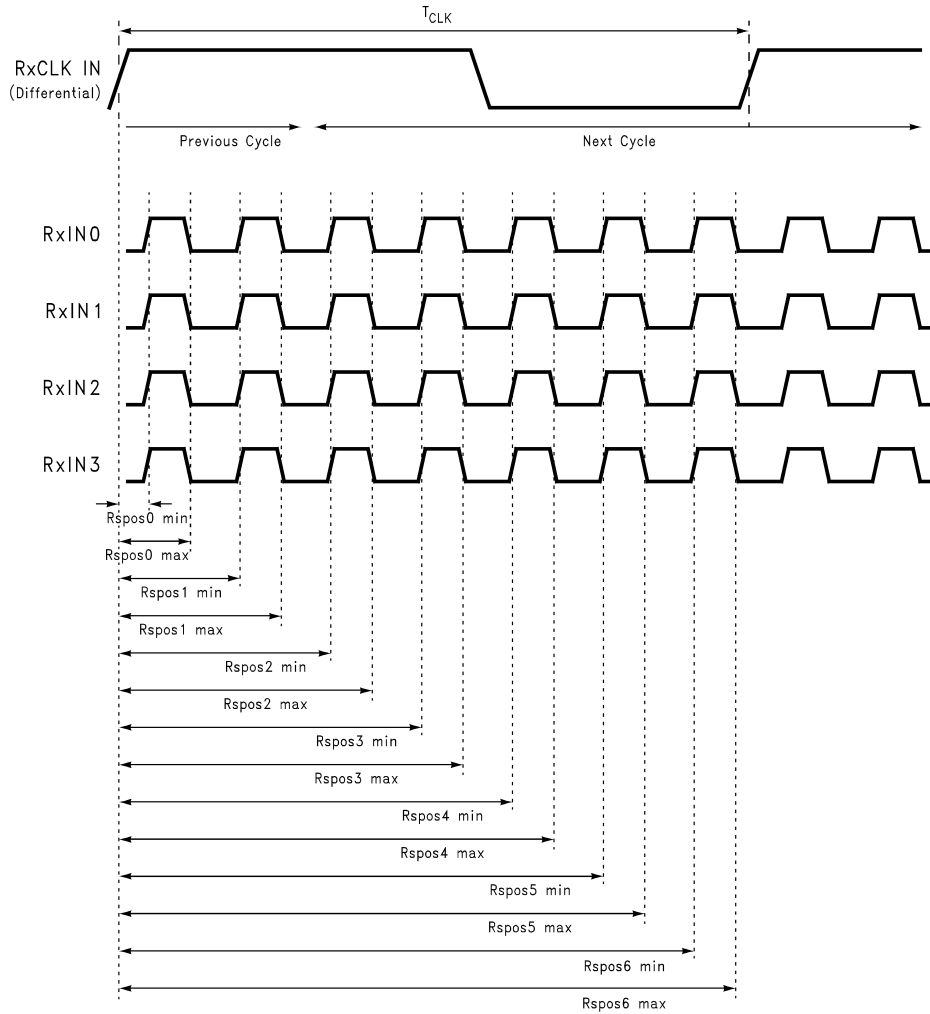 T_CLK
RxCLK IN
(Differential)
Previous Cycle
Next Cycle
RxIN0
RxIN1
RxIN2
RxIN3
Rspos0 min
Rspos0 max
Rspos1 min
Rspos1 max
Rspos2 min
Rspos2 max
Rspos3 min
Rspos3 max
Rspos4 min
Rspos4 max
Rspos5 min
Rspos5 max
Rspos6 min
Rspos6 max